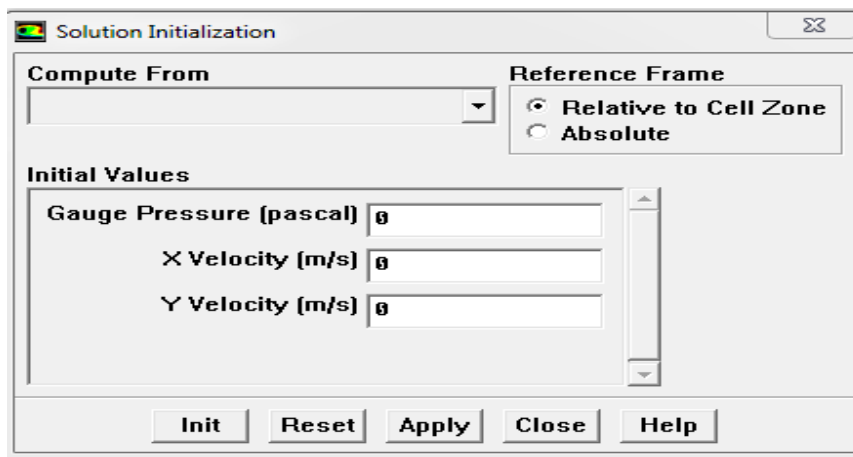 Solution Initialization
Compute From
Reference Frame
Relative to Cell Zone
Absolute
Initial Values
Gauge Pressure (pascal) 0
X Velocity (m/s) 0
Y Velocity (m/s) 0
Init Reset Apply Close Help